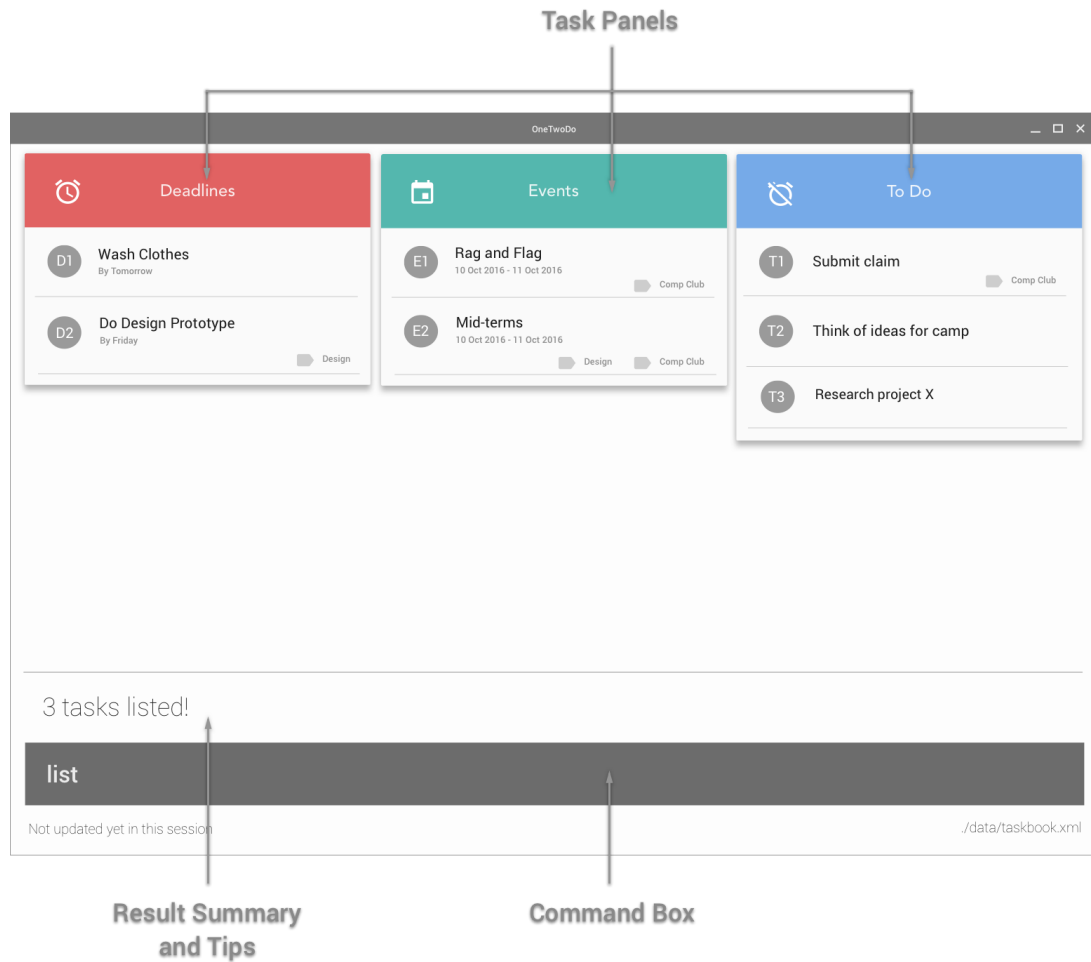 Task Panels
OneTwoDo
Deadlines
D1
Wash Clothes
By Tomorrow
D2
Do Design Prototype
By Friday
Design
Events
E1
Rag and Flag
10 Oct 2016 - 11 Oct 2016
Comp Club
E2
Mid-terms
10 Oct 2016 - 11 Oct 2016
Design
Comp Club
To Do
T1
Submit claim
Comp Club
T2
Think of ideas for camp
T3
Research project X
3 tasks listed!
list
Not updated yet in this session
./data/taskbook.xml
Result Summary
and Tips
Command Box